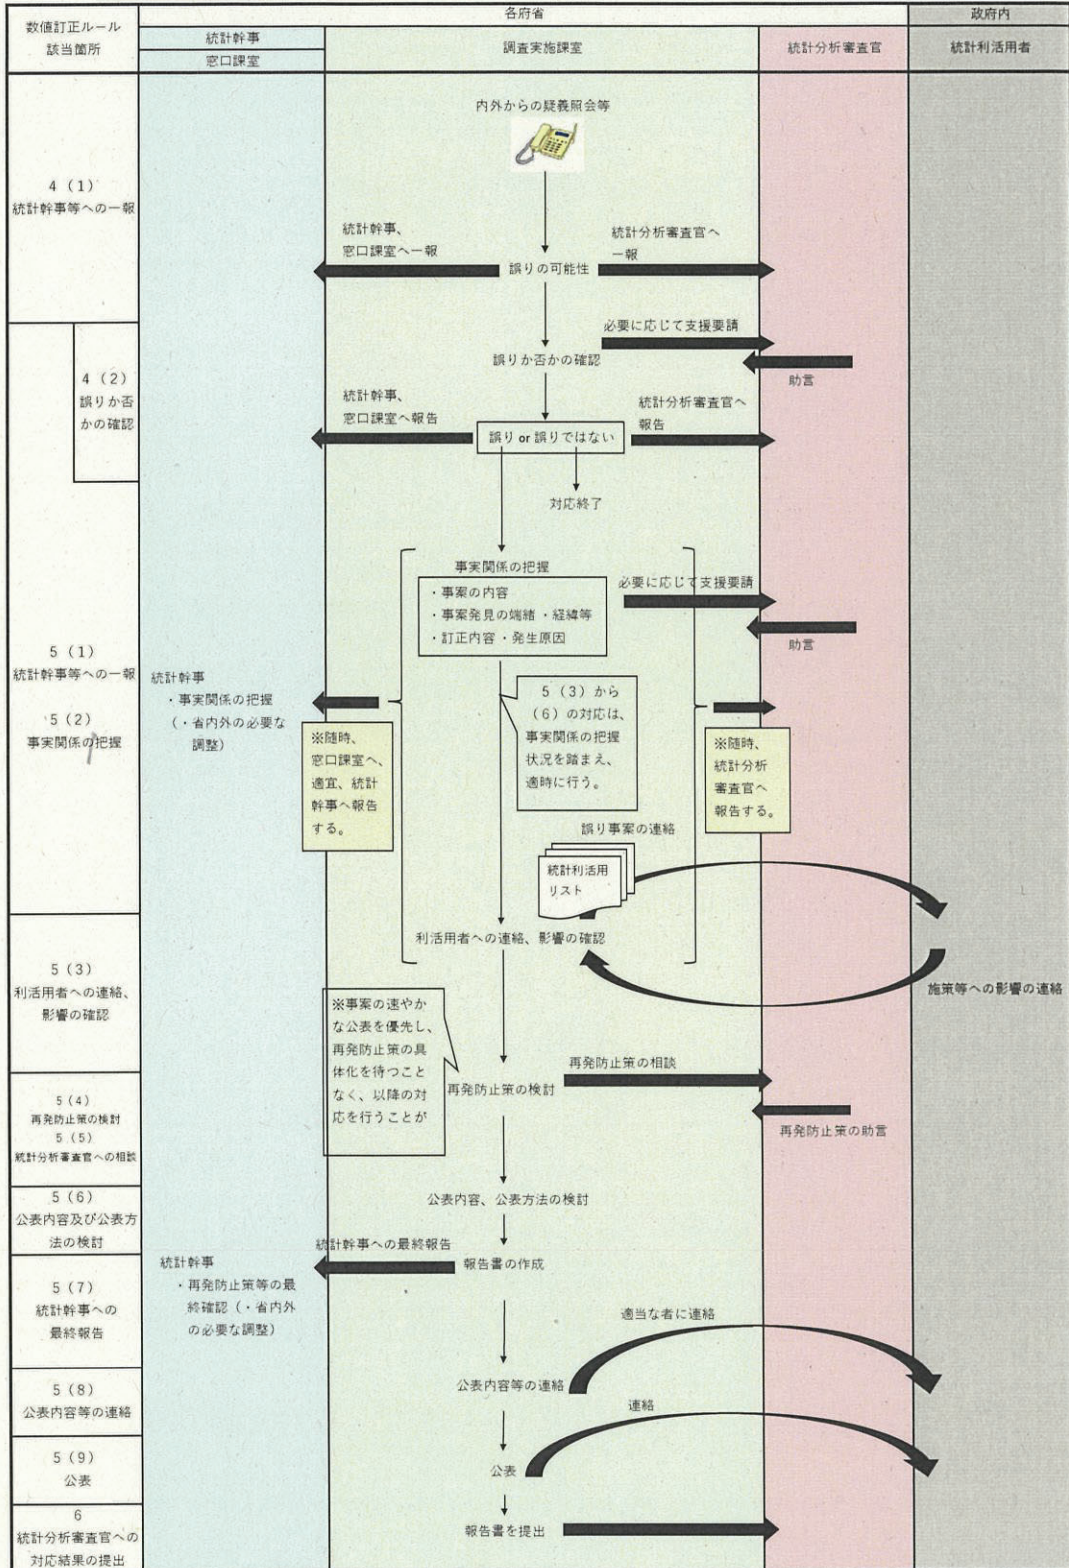 数値訂正ルール
該当箇所
各府省
政府内
統計幹事
窓口課室
調査実施課室
統計分析審査官
統計利活用者
4（1）
統計幹事等への一報
内外からの疑義照会等
統計幹事、
窓口課室へ一報
誤りの可能性
統計分析審査官へ
一報
4（2）
誤りか否
かの確認
必要に応じて支援要請
誤りか否かの確認
助言
統計幹事、
窓口課室へ報告
誤り or 誤りではない
統計分析審査官へ
報告
対応終了
5（1）
統計幹事等への一報
5（2）
事実関係の把握
事実関係の把握
・事案の内容
・事案発見の端緒・経緯等
・訂正内容・発生原因
必要に応じて支援要請
助言
統計幹事
・事実関係の把握
（・省内外の必要な
調整）
※随時、
窓口課室へ、
適宜、統計
幹事へ報告
する。
5（3）から
（6）の対応は、
事実関係の把握
状況を踏まえ、
適時に行う。
※随時、
統計分析
審査官へ
報告する。
誤り事案の連絡
統計利活用
リスト
5（3）
利活用者への連絡、
影響の確認
利活用者への連絡、影響の確認
施策等への影響の連絡
※事案の速やか
な公表を優先し、
再発防止策の具
体化を待つこと
なく、以降の対
応を行うことが
5（4）
再発防止策の検討
5（5）
統計分析審査官への相談
再発防止策の検討
再発防止策の相談
再発防止策の助言
5（6）
公表内容及び公表方
法の検討
公表内容、公表方法の検討
5（7）
統計幹事への
最終報告
統計幹事
・再発防止策等の最
終確認（・省内外
の必要な調整）
統計幹事への最終報告
報告書の作成
5（8）
公表内容等の連絡
公表内容等の連絡
適当な者に連絡
5（9）
公表
公表
連絡
6
統計分析審査官への
対応結果の提出
報告書を提出